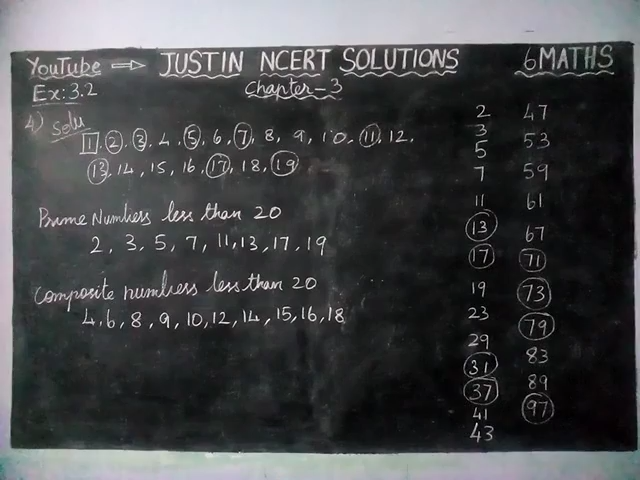 YouTube ⇒ JUSTIN NCERT SOLUTIONS 6 MATHS
Ex: 3.2 Chapter-3
4) Solu
1, 2, 3, 4, 5, 6, 7, 8, 9, 10, 11, 12,
13, 14, 15, 16, 17, 18, 19
Prime Numbers less than 20
2, 3, 5, 7, 11, 13, 17, 19
Composite numbers less than 20
4, 6, 8, 9, 10, 12, 14, 15, 16, 18
2 47
3 53
5 59
7 61
11 67
13 71
17 73
19 79
23 83
29 89
31 97
37
41
43